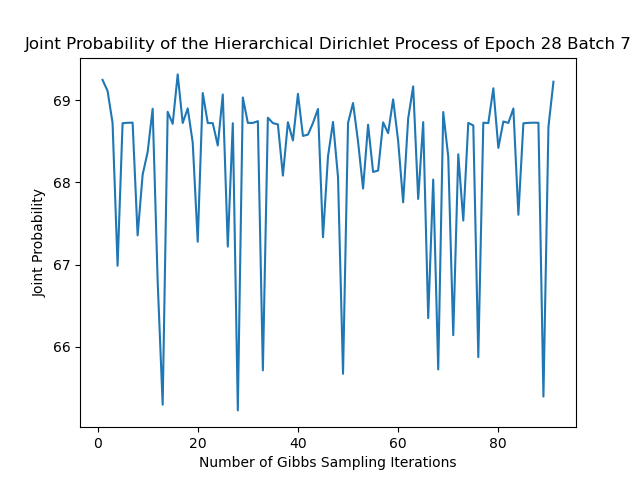 Joint Probability of the Hierarchical Dirichlet Process of Epoch 28 Batch 7
69
68
67
66
Joint Probability
0 20 40 60 80
Number of Gibbs Sampling Iterations